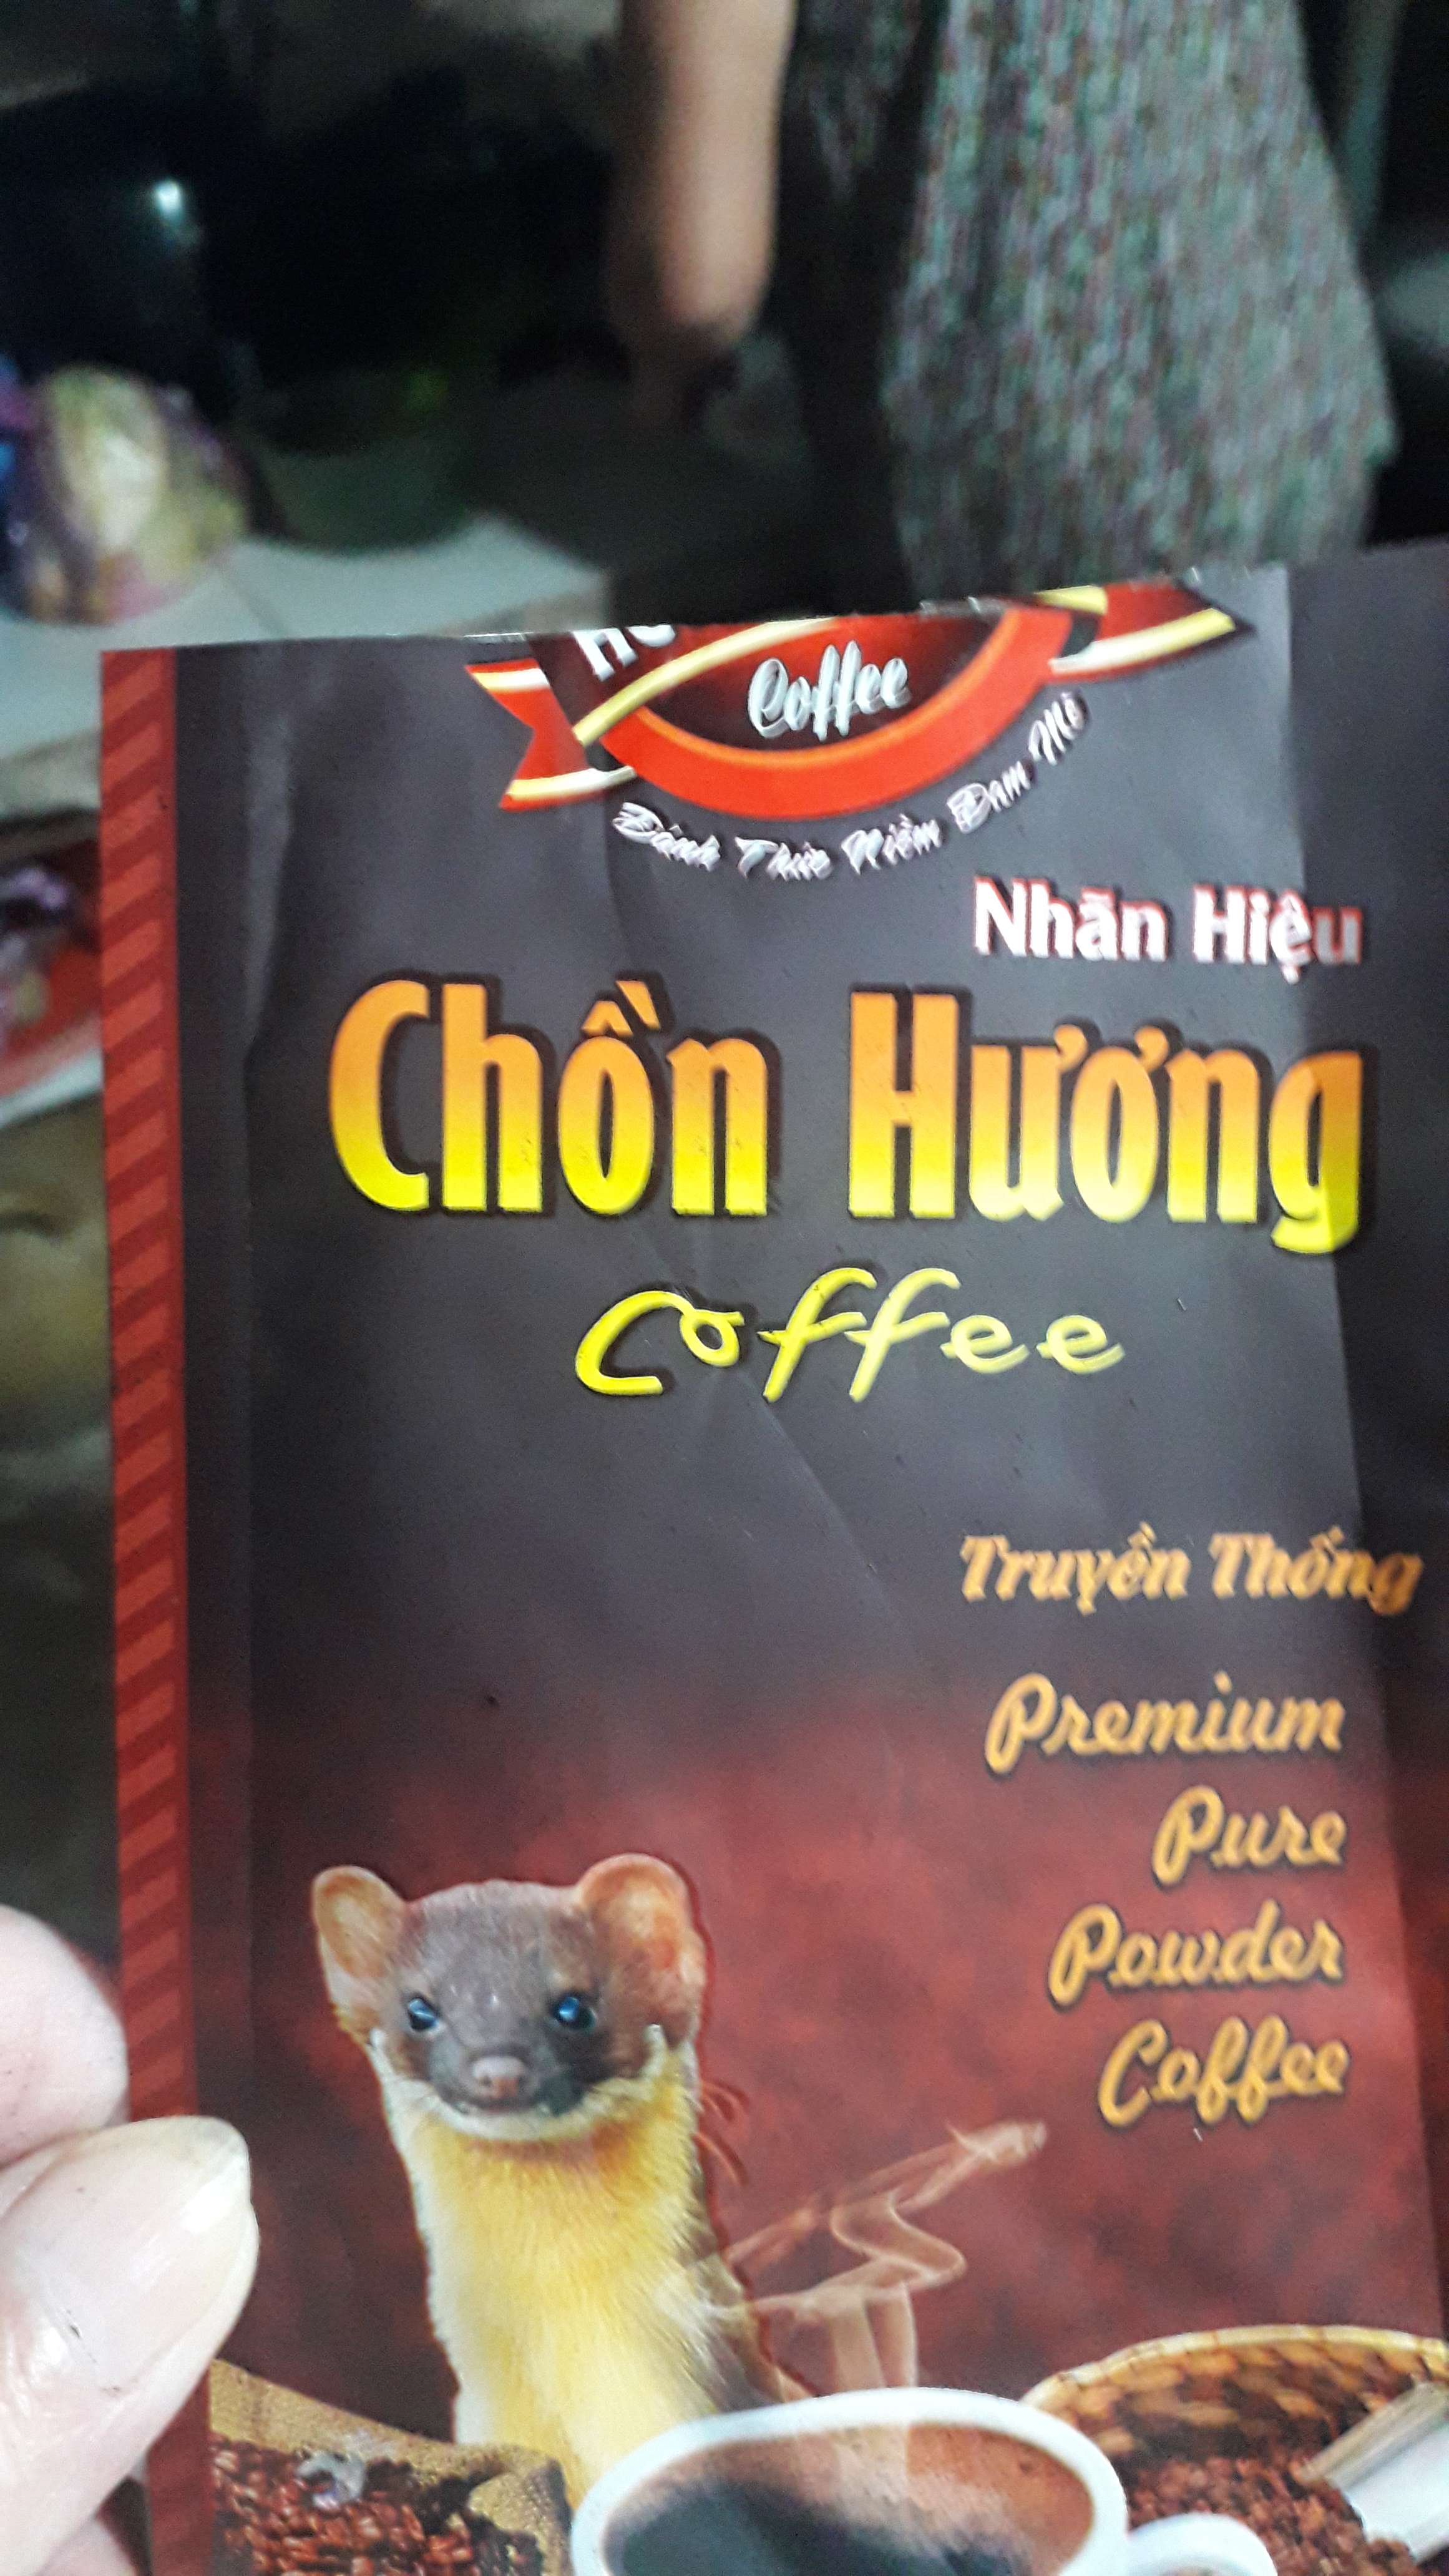 Coffee
Đánh Thức Niềm Đam Mê
Nhãn Hiệu
Chồn Hương
Coffee
Truyền Thống
Premium
Pure
Powder
Coffee